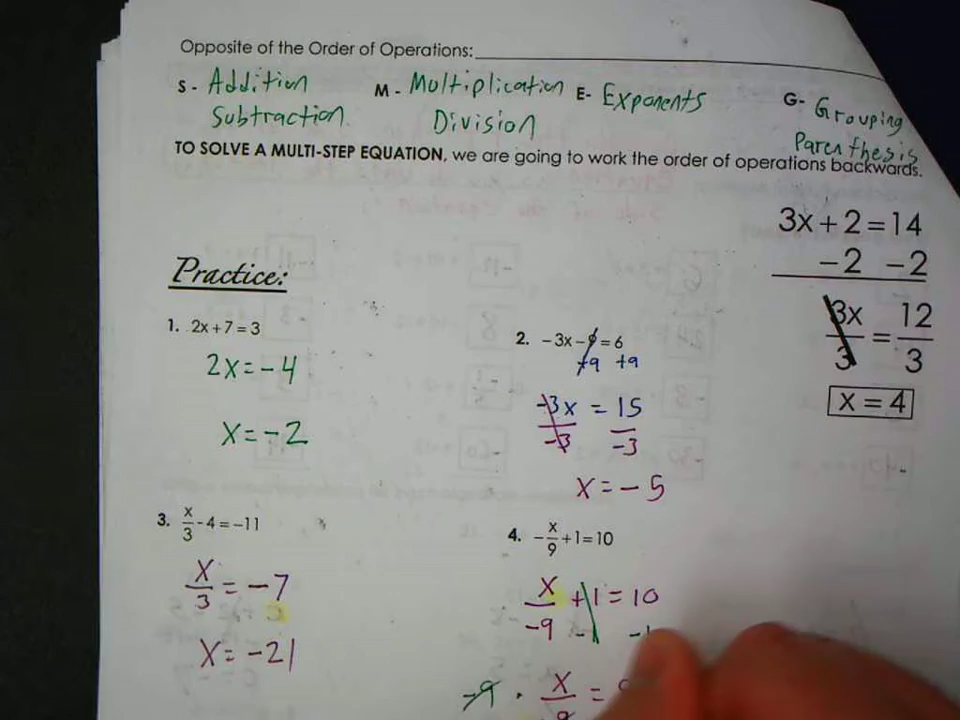 Opposite of the Order of Operations:
S - Addition M - Multiplication E- Exponents G- Grouping
Subtraction Division Parenthesis
TO SOLVE A MULTI-STEP EQUATION, we are going to work the order of operations backwards.
3x + 2 = 14
-2 -2
3x/3 = 12/3
x = 4
Practice:
1. 2x + 7 = 3
2x = -4
x = -2
2. -3x - 9 = 6
+9 +9
-3x/-3 = 15/-3
x = -5
3. x/3 - 4 = -11
x/3 = -7
x = -21
4. -x/9 + 1 = 10
x/-9 + 1 = 10
-1 -1
-9 · x/-9 =